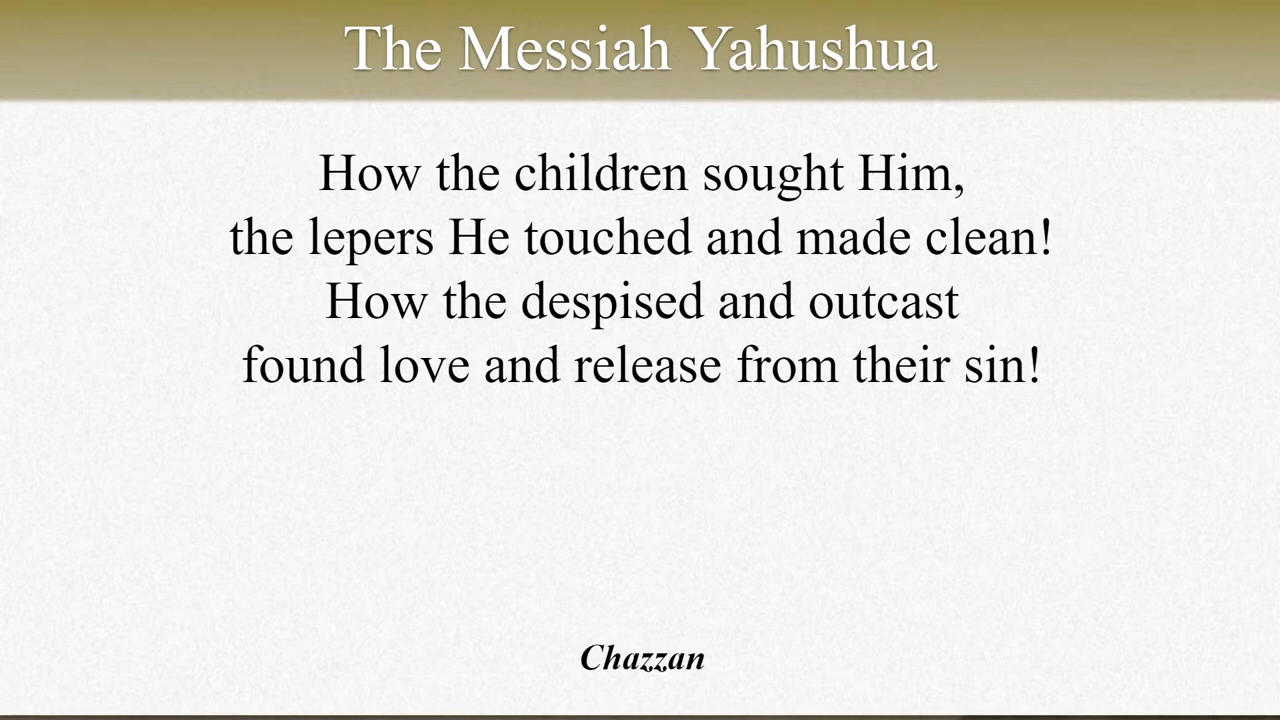 The Messiah Yahushua
How the children sought Him,
the lepers He touched and made clean!
How the despised and outcast
found love and release from their sin!
Chazzan